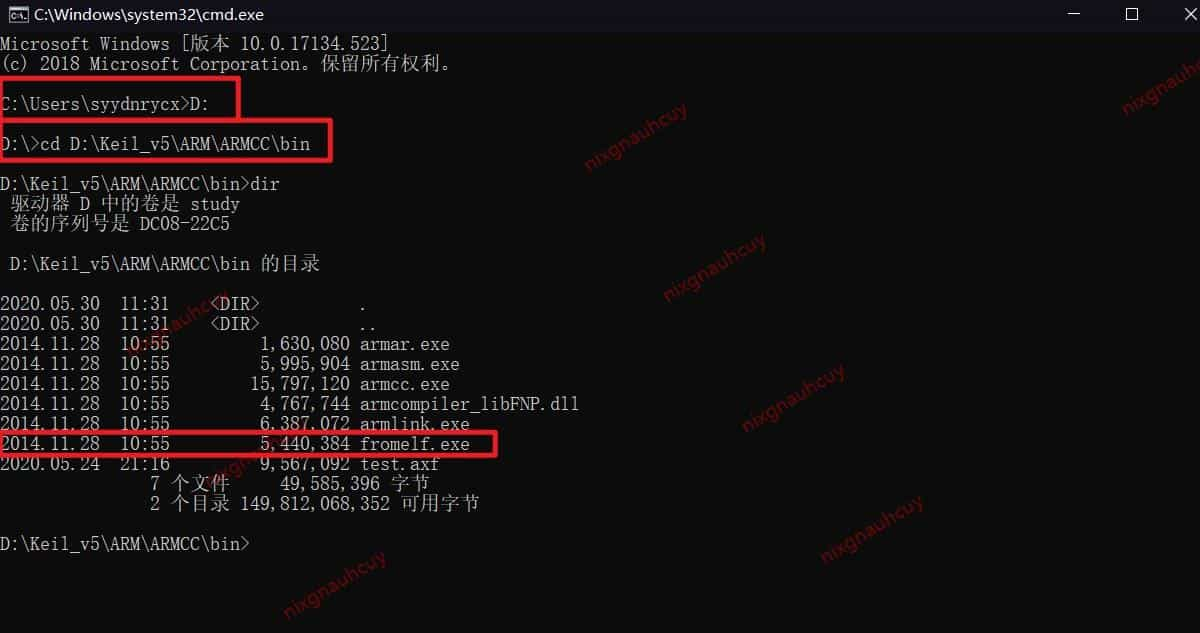 C:\Windows\system32\cmd.exe
Microsoft Windows [版本 10.0.17134.523]
(c) 2018 Microsoft Corporation。保留所有权利。
C:\Users\syydnrycx>D:
D:\>cd D:\Keil_v5\ARM\ARMCC\bin
D:\Keil_v5\ARM\ARMCC\bin>dir
驱动器 D 中的卷是 study
卷的序列号是 DC08-22C5
D:\Keil_v5\ARM\ARMCC\bin 的目录
2020.05.30 11:31 <DIR> .
2020.05.30 11:31 <DIR> ..
2014.11.28 10:55 1,630,080 armar.exe
2014.11.28 10:55 5,995,904 armasm.exe
2014.11.28 10:55 15,797,120 armcc.exe
2014.11.28 10:55 4,767,744 armcompiler_libFNP.dll
2014.11.28 10:55 6,387,072 armlink.exe
2014.11.28 10:55 5,440,384 fromelf.exe
2020.05.24 21:16 9,567,092 test.axf
7 个文件 49,585,396 字节
2 个目录 149,812,068,352 可用字节
D:\Keil_v5\ARM\ARMCC\bin>
nixgnauhcuy
nixgnauhcuy
nixgnauhcuy
nixgnauhcuy
nixgnauhcuy
nixgnauhcuy